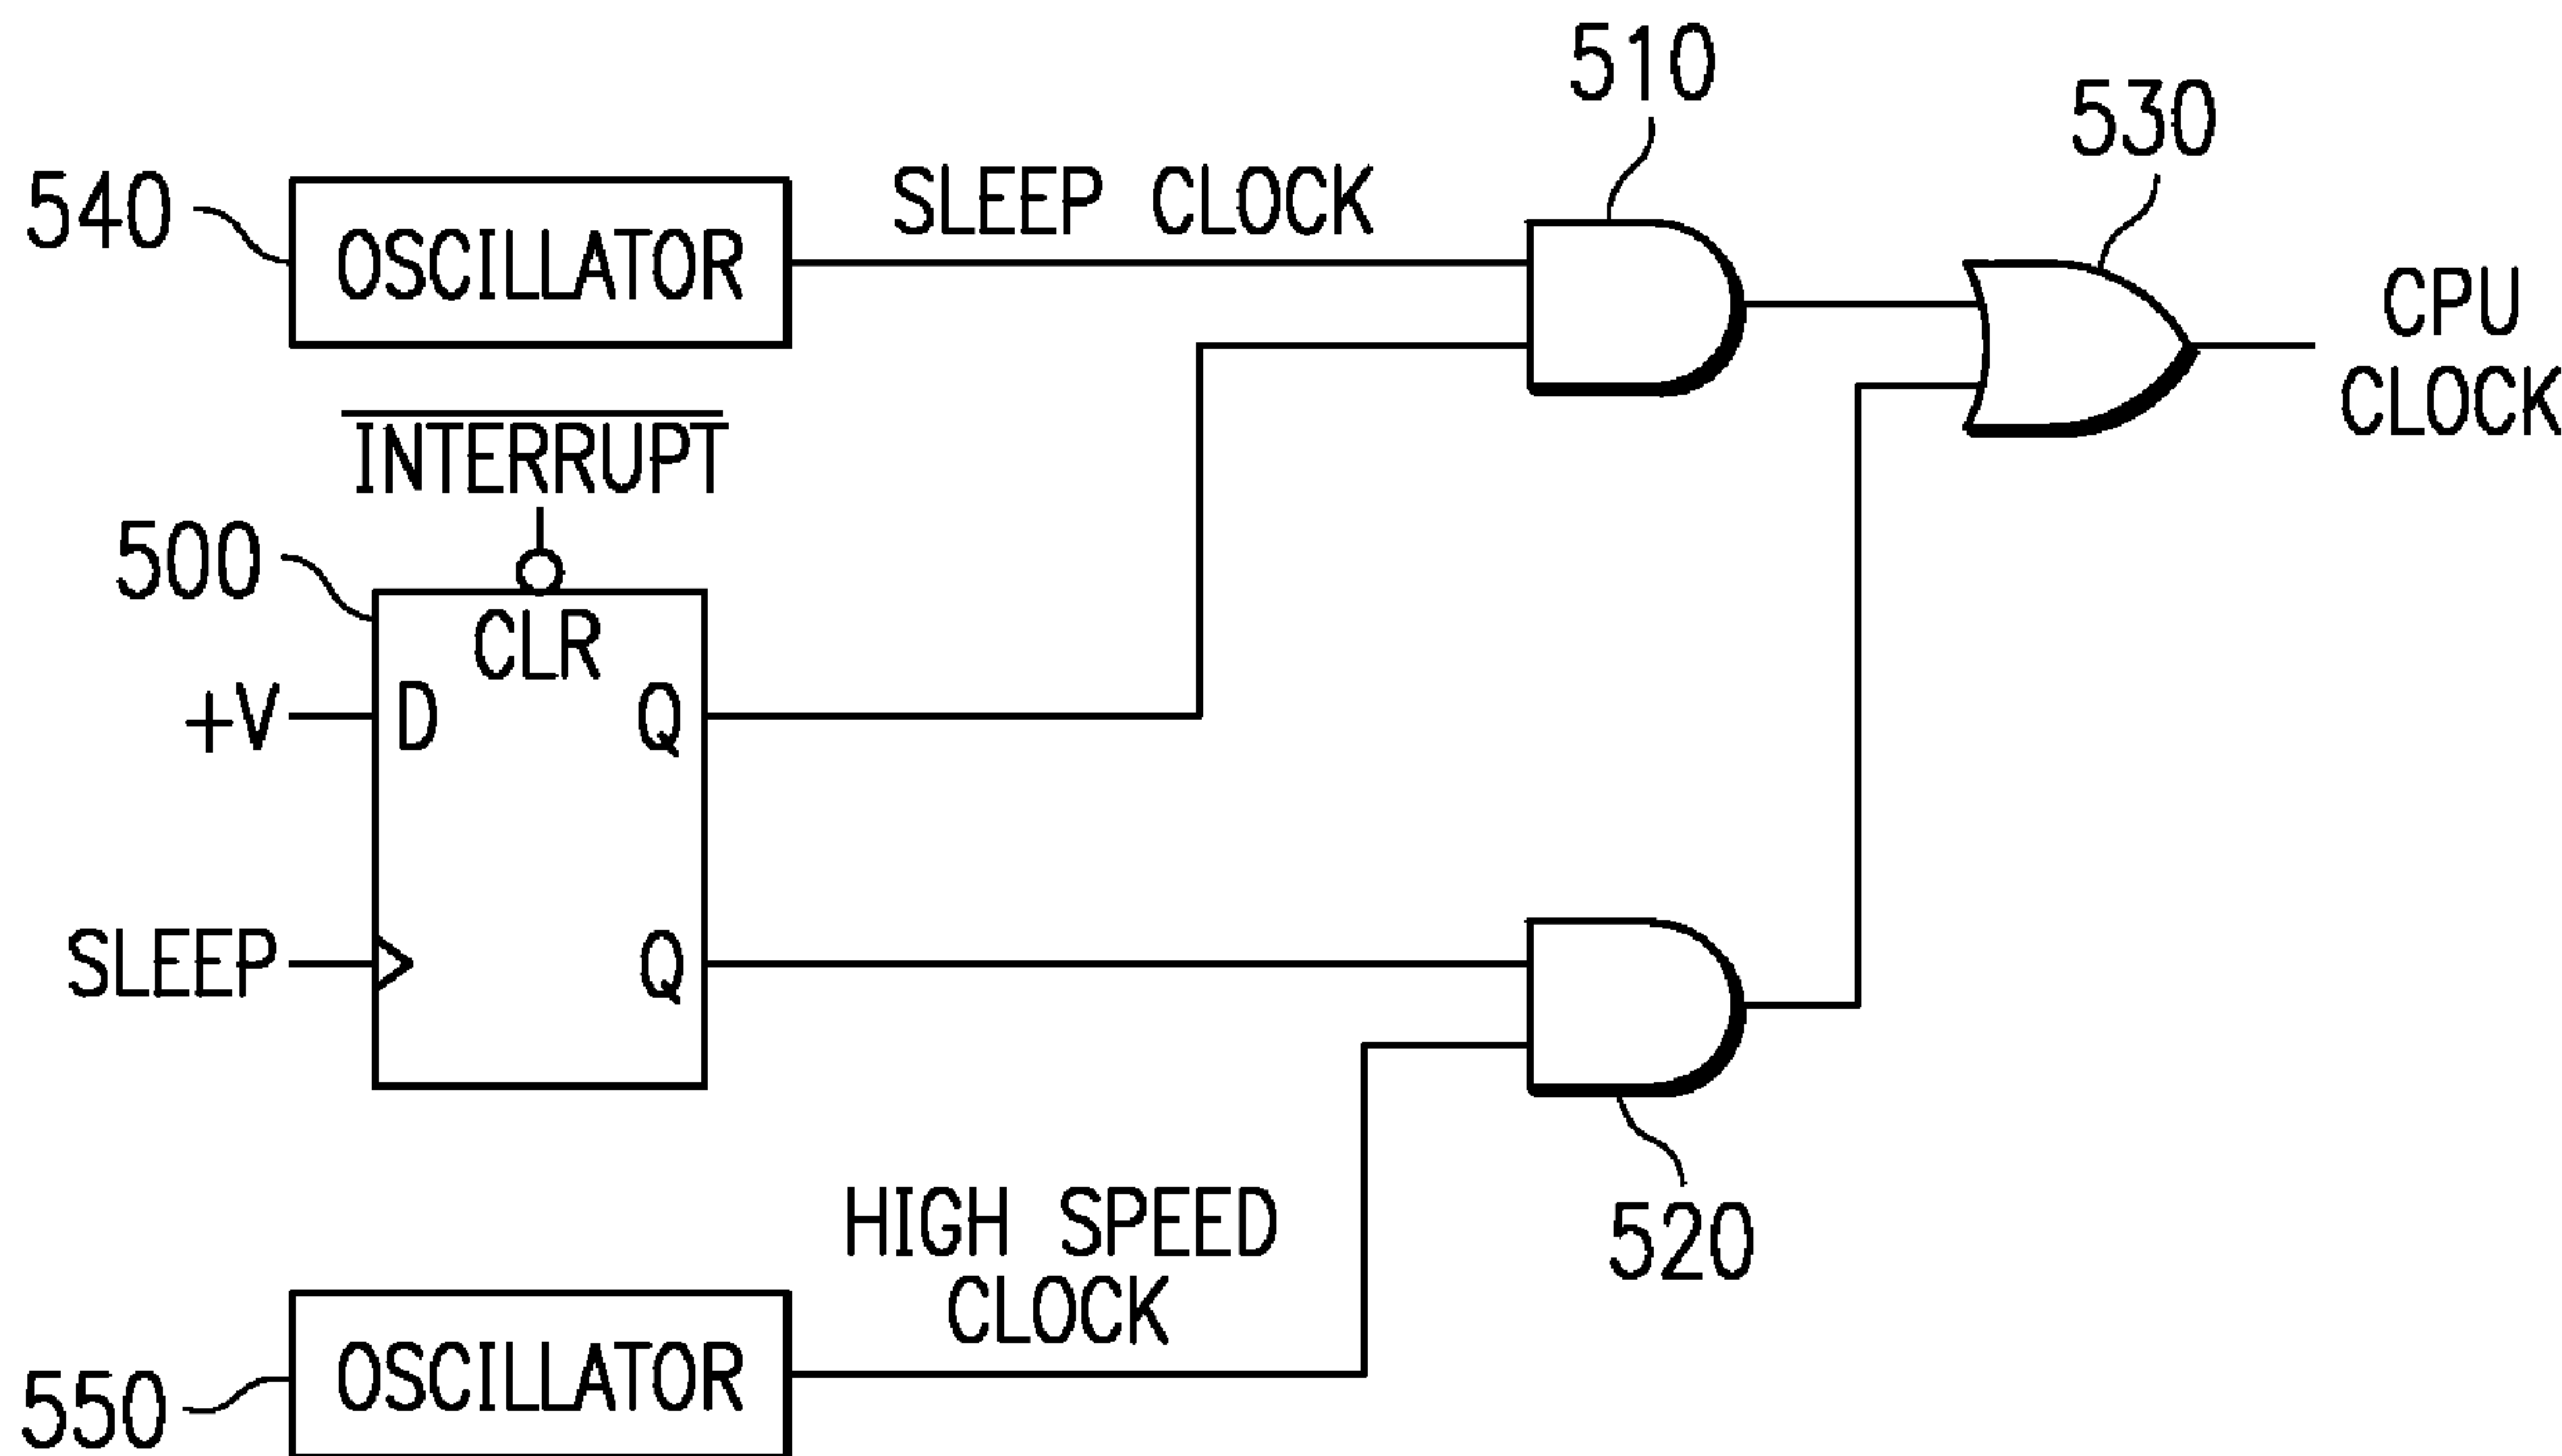 510
530
540
OSCILLATOR
SLEEP CLOCK
CPU
CLOCK
INTERRUPT
500
CLR
+V
D
Q
SLEEP
Q
520
HIGH SPEED
CLOCK
550
OSCILLATOR